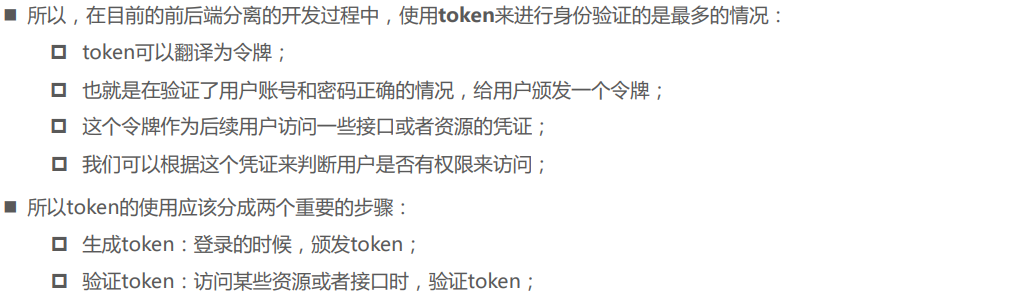 所以，在目前的前后端分离的开发过程中，使用token来进行身份验证的是最多的情况：
token可以翻译为令牌；
也就是在验证了用户账号和密码正确的情况，给用户颁发一个令牌；
这个令牌作为后续用户访问一些接口或者资源的凭证；
我们可以根据这个凭证来判断用户是否有权限来访问；
所以token的使用应该分成两个重要的步骤：
生成token：登录的时候，颁发token；
验证token：访问某些资源或者接口时，验证token；